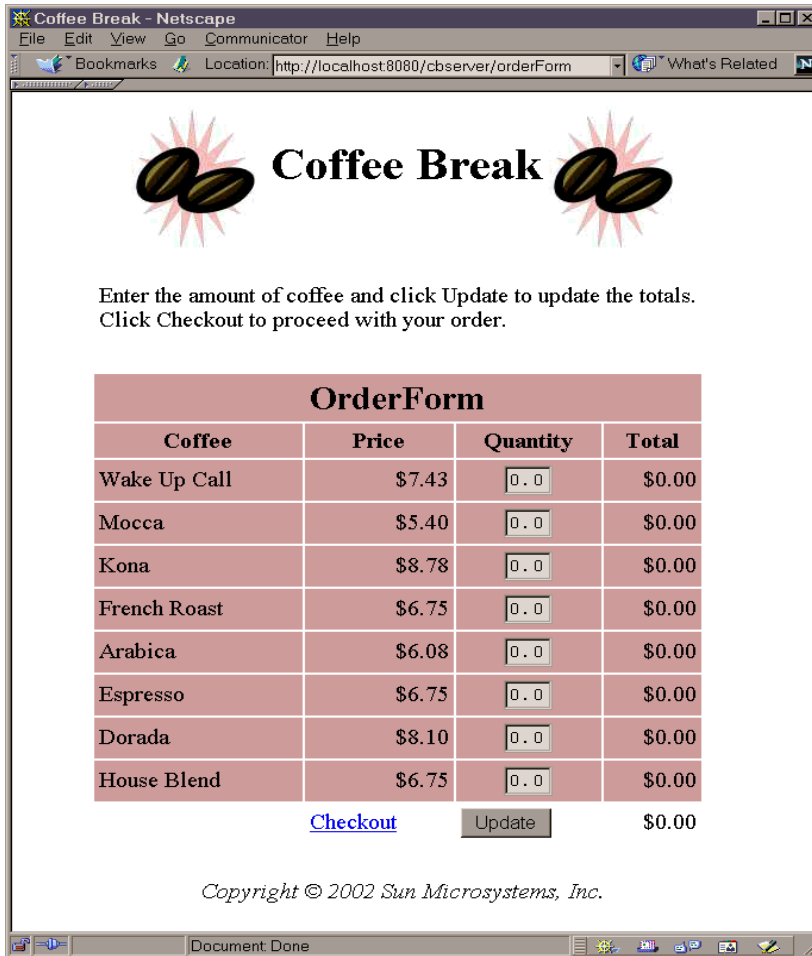 Coffee Break - Netscape
File Edit View Go Communicator Help
Bookmarks Location: http://localhost:8080/cbserver/orderForm What's Related N
Coffee Break
Enter the amount of coffee and click Update to update the totals.
Click Checkout to proceed with your order.
OrderForm
Coffee Price Quantity Total
Wake Up Call $7.43 0.0 $0.00
Mocca $5.40 0.0 $0.00
Kona $8.78 0.0 $0.00
French Roast $6.75 0.0 $0.00
Arabica $6.08 0.0 $0.00
Espresso $6.75 0.0 $0.00
Dorada $8.10 0.0 $0.00
House Blend $6.75 0.0 $0.00
Checkout Update $0.00
Copyright © 2002 Sun Microsystems, Inc.
Document: Done